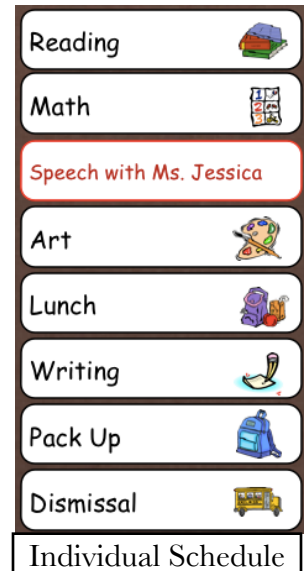 Reading
Math
Speech with Ms. Jessica
Art
Lunch
Writing
Pack Up
Dismissal
Individual Schedule